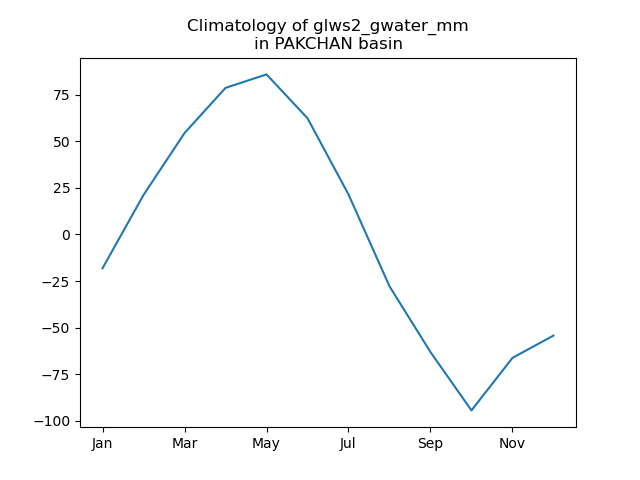 Climatology of glws2_gwater_mm
in PAKCHAN basin
75
50
25
0
−25
−50
−75
−100
Jan
Mar
May
Jul
Sep
Nov